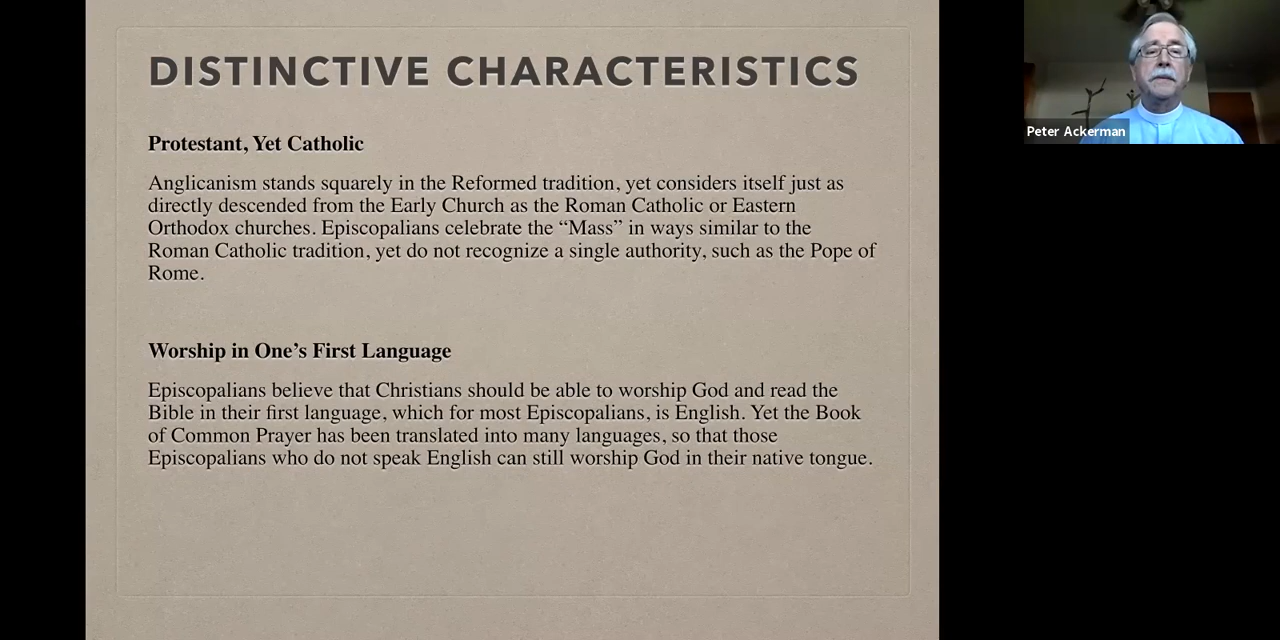 DISTINCTIVE CHARACTERISTICS
Protestant, Yet Catholic
Anglicanism stands squarely in the Reformed tradition, yet considers itself just as
directly descended from the Early Church as the Roman Catholic or Eastern
Orthodox churches. Episcopalians celebrate the “Mass” in ways similar to the
Roman Catholic tradition, yet do not recognize a single authority, such as the Pope of
Rome.
Worship in One’s First Language
Episcopalians believe that Christians should be able to worship God and read the
Bible in their first language, which for most Episcopalians, is English. Yet the Book
of Common Prayer has been translated into many languages, so that those
Episcopalians who do not speak English can still worship God in their native tongue.
Peter Ackerman